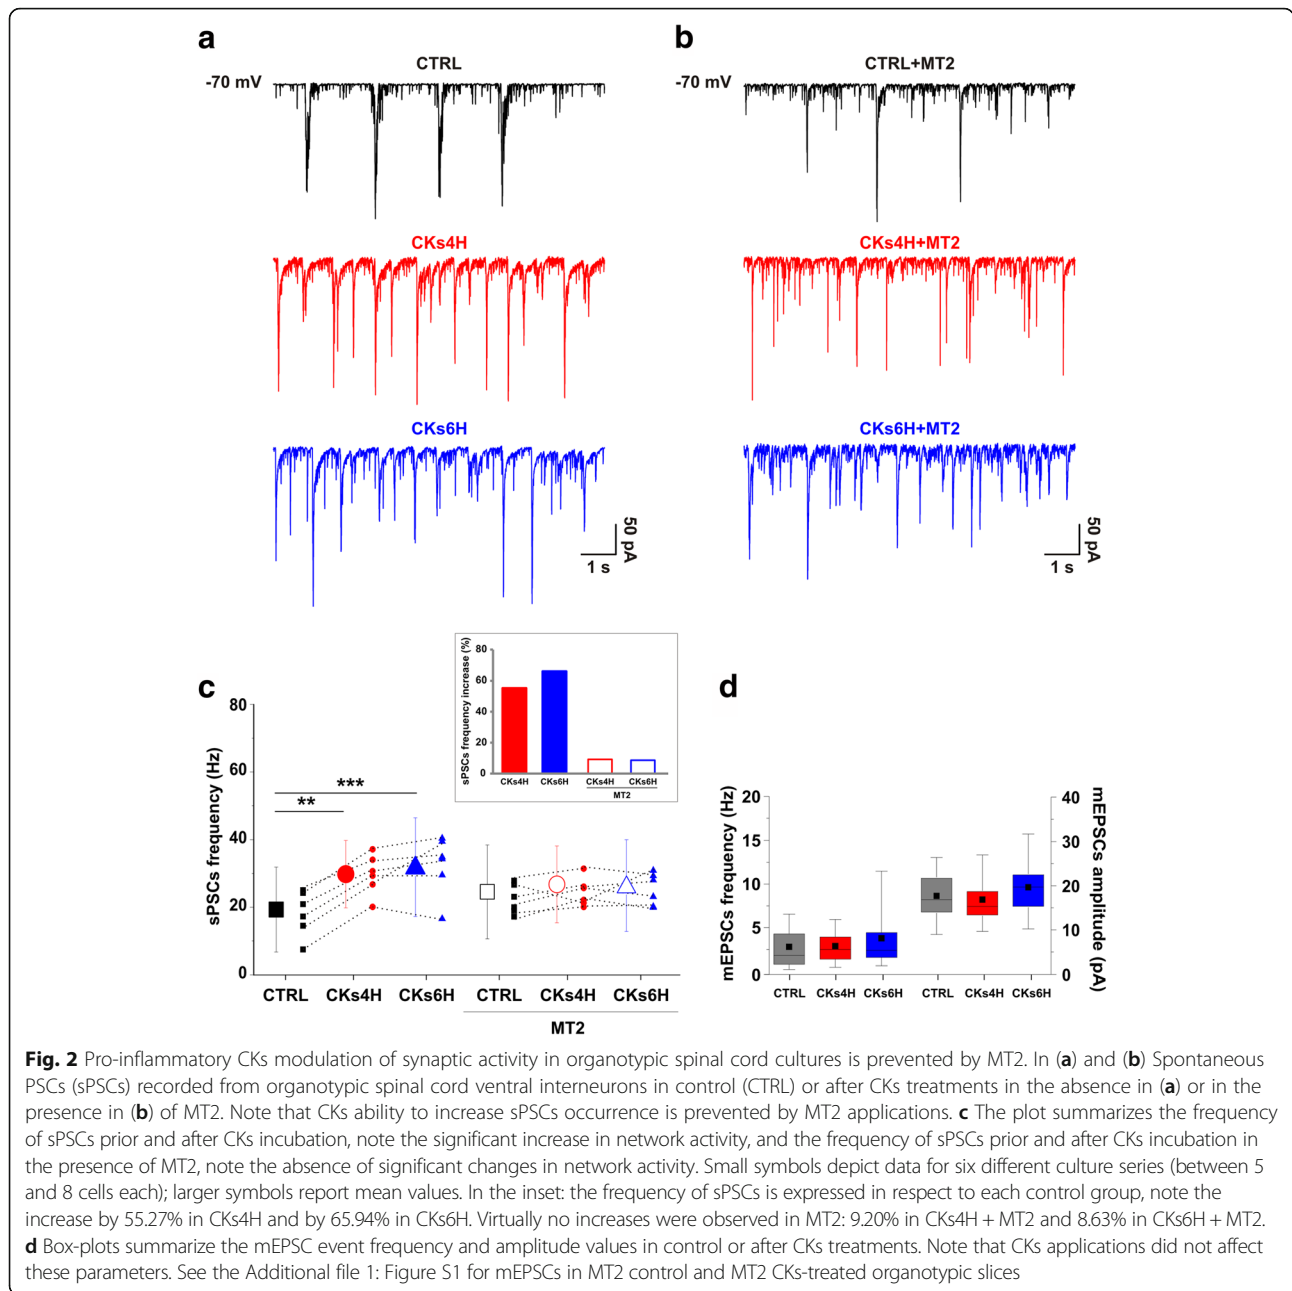 a
b
CTRL
CTRL+MT2
-70 mV
-70 mV
CKs4H
CKs4H+MT2
CKs6H
CKs6H+MT2
50 pA
1 s
50 pA
1 s
c
sPSCs frequency (Hz)
80
60
40
20
0
**
***
CTRL
CKs4H
CKs6H
CTRL
CKs4H
CKs6H
MT2
sPSCs frequency increase (%)
80
60
40
20
0
CKs4H
CKs6H
CKs4H
CKs6H
MT2
d
mEPSCs frequency (Hz)
20
15
10
5
0
CTRL
CKs4H
CKs6H
CTRL
CKs4H
CKs6H
40
30
20
10
0
mEPSCs amplitude (pA)
Fig. 2 Pro-inflammatory CKs modulation of synaptic activity in organotypic spinal cord cultures is prevented by MT2. In (a) and (b) Spontaneous
PSCs (sPSCs) recorded from organotypic spinal cord ventral interneurons in control (CTRL) or after CKs treatments in the absence in (a) or in the
presence in (b) of MT2. Note that CKs ability to increase sPSCs occurrence is prevented by MT2 applications. c The plot summarizes the frequency
of sPSCs prior and after CKs incubation, note the significant increase in network activity, and the frequency of sPSCs prior and after CKs incubation in
the presence of MT2, note the absence of significant changes in network activity. Small symbols depict data for six different culture series (between 5
and 8 cells each); larger symbols report mean values. In the inset: the frequency of sPSCs is expressed in respect to each control group, note the
increase by 55.27% in CKs4H and by 65.94% in CKs6H. Virtually no increases were observed in MT2: 9.20% in CKs4H + MT2 and 8.63% in CKs6H + MT2.
d Box-plots summarize the mEPSC event frequency and amplitude values in control or after CKs treatments. Note that CKs applications did not affect
these parameters. See the Additional file 1: Figure S1 for mEPSCs in MT2 control and MT2 CKs-treated organotypic slices